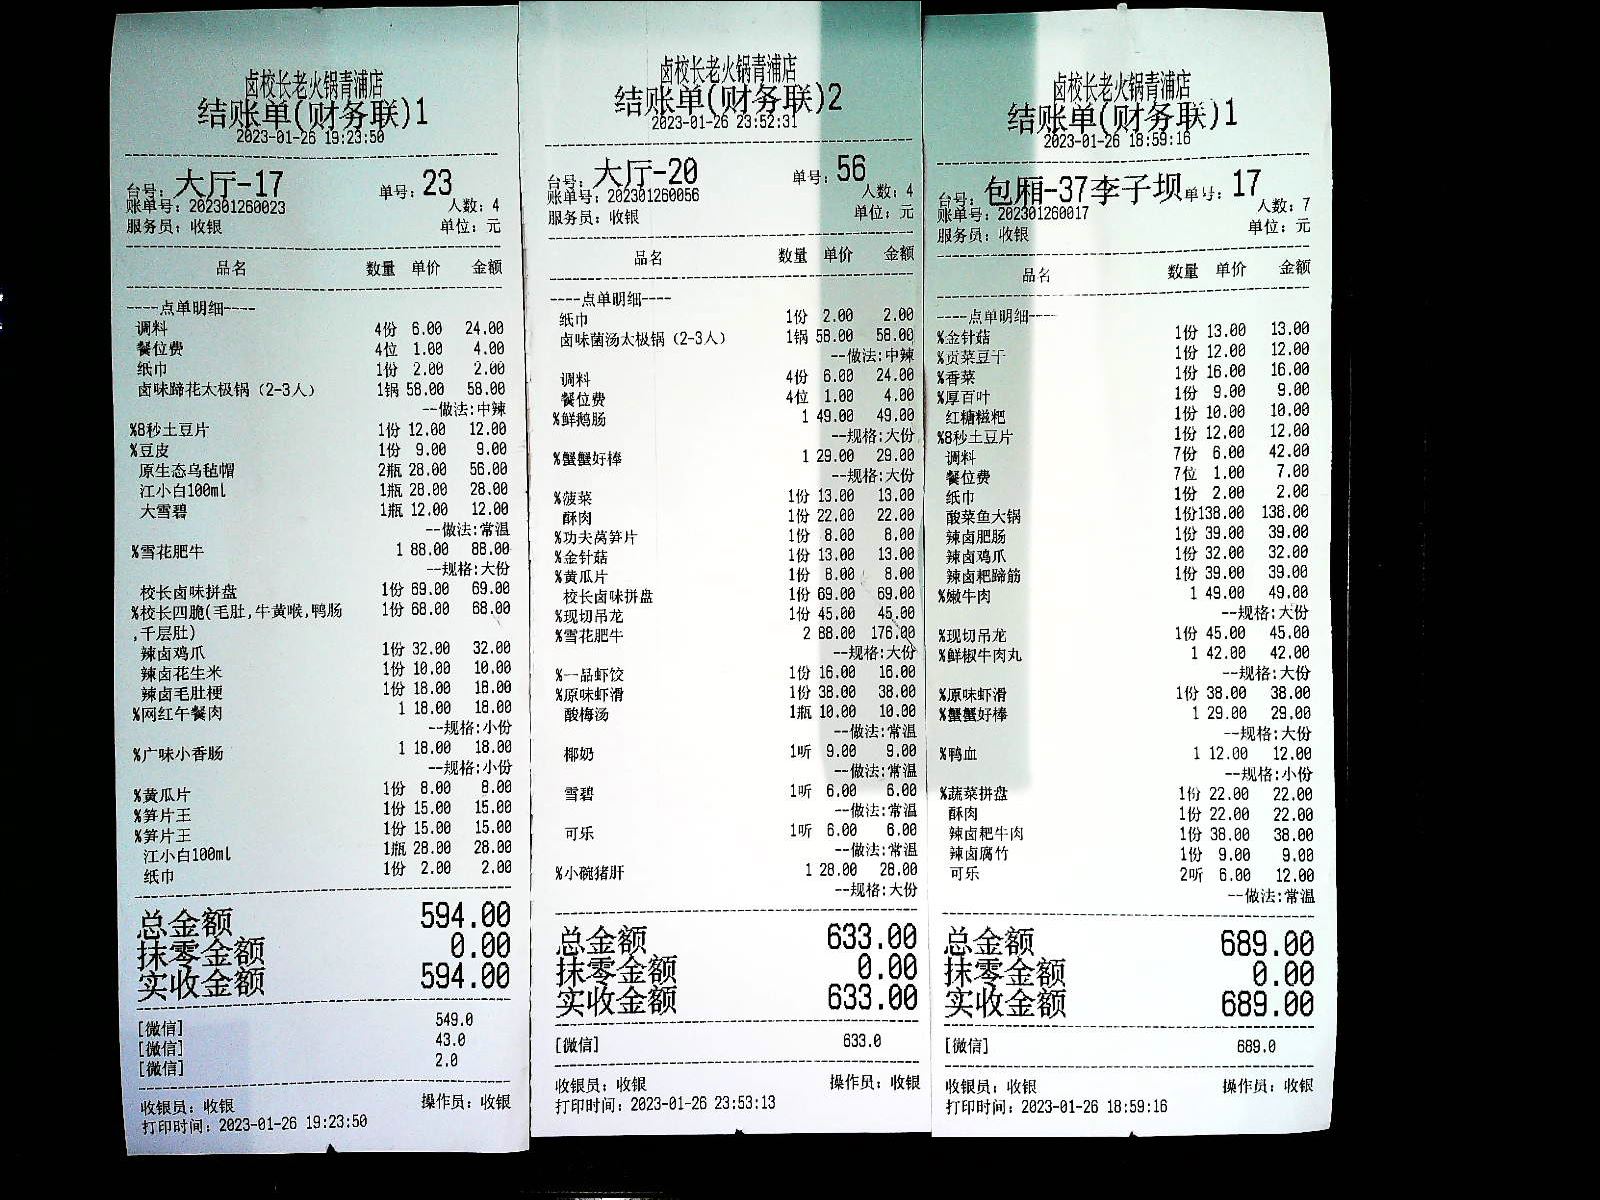 卤校长老火锅青浦店
结账单(财务联)1
2023-01-26 19:23:50
台号: 大厅-17 单号: 23
账单号: 202301260023 人数: 4
服务员: 收银 单位: 元
品名 数量 单价 金额
----点单明细----
调料 4份 6.00 24.00
餐位费 4位 1.00 4.00
纸巾 1份 2.00 2.00
卤味蹄花太极锅（2-3人） 1锅 58.00 58.00
--做法:中辣
%8秒土豆片 1份 12.00 12.00
%豆皮 1份 9.00 9.00
原生态乌毡帽 2瓶 28.00 56.00
江小白100ml 1瓶 28.00 28.00
大雪碧 1瓶 12.00 12.00
--做法:常温
%雪花肥牛 1 88.00 88.00
--规格:大份
校长卤味拼盘 1份 69.00 69.00
%校长四脆(毛肚,牛黄喉,鸭肠 1份 68.00 68.00
,千层肚)
辣卤鸡爪 1份 32.00 32.00
辣卤花生米 1份 10.00 10.00
辣卤毛肚梗 1份 18.00 18.00
%网红午餐肉 1 18.00 18.00
--规格:小份
%广味小香肠 1 18.00 18.00
--规格:小份
%黄瓜片 1份 8.00 8.00
%笋片王 1份 15.00 15.00
%笋片王 1份 15.00 15.00
江小白100ml 1瓶 28.00 28.00
纸巾 1份 2.00 2.00
总金额 594.00
抹零金额 0.00
实收金额 594.00
[微信] 549.0
[微信] 43.0
[微信] 2.0
收银员: 收银 操作员: 收银
打印时间: 2023-01-26 19:23:50
卤校长老火锅青浦店
结账单(财务联)2
2023-01-26 23:52:31
台号: 大厅-20 单号: 56
账单号: 202301260056 人数: 4
服务员: 收银 单位: 元
品名 数量 单价 金额
----点单明细----
纸巾 1份 2.00 2.00
卤味菌汤太极锅（2-3人） 1锅 58.00 58.00
--做法:中辣
调料 4份 6.00 24.00
餐位费 4位 1.00 4.00
%鲜鹅肠 1 49.00 49.00
--规格:大份
%蟹蟹好棒 1 29.00 29.00
--规格:大份
%菠菜 1份 13.00 13.00
酥肉 1份 22.00 22.00
%功夫莴笋片 1份 8.00 8.00
%金针菇 1份 13.00 13.00
%黄瓜片 1份 8.00 8.00
校长卤味拼盘 1份 69.00 69.00
%现切吊龙 1份 45.00 45.00
%雪花肥牛 2 88.00 176.00
--规格:大份
%一品虾饺 1份 16.00 16.00
%原味虾滑 1份 38.00 38.00
酸梅汤 1瓶 10.00 10.00
--做法:常温
椰奶 1听 9.00 9.00
--做法:常温
雪碧 1听 6.00 6.00
--做法:常温
可乐 1听 6.00 6.00
--做法:常温
%小碗猪肝 1 28.00 28.00
--规格:大份
总金额 633.00
抹零金额 0.00
实收金额 633.00
[微信] 633.0
收银员: 收银 操作员: 收银
打印时间: 2023-01-26 23:53:13
卤校长老火锅青浦店
结账单(财务联)1
2023-01-26 18:59:16
台号: 包厢-37李子坝 单号: 17
账单号: 202301260017 人数: 7
服务员: 收银 单位: 元
品名 数量 单价 金额
----点单明细----
%金针菇 1份 13.00 13.00
%贡菜豆干 1份 12.00 12.00
%香菜 1份 16.00 16.00
%厚百叶 1份 9.00 9.00
红糖糍粑 1份 10.00 10.00
%8秒土豆片 1份 12.00 12.00
调料 7份 6.00 42.00
餐位费 7位 1.00 7.00
纸巾 1份 2.00 2.00
酸菜鱼大锅 1份138.00 138.00
辣卤肥肠 1份 39.00 39.00
辣卤鸡爪 1份 32.00 32.00
辣卤耙蹄筋 1份 39.00 39.00
%嫩牛肉 1 49.00 49.00
--规格:大份
%现切吊龙 1份 45.00 45.00
%鲜椒牛肉丸 1 42.00 42.00
--规格:大份
%原味虾滑 1份 38.00 38.00
%蟹蟹好棒 1 29.00 29.00
--规格:大份
%鸭血 1 12.00 12.00
--规格:小份
%蔬菜拼盘 1份 22.00 22.00
酥肉 1份 22.00 22.00
辣卤耙牛肉 1份 38.00 38.00
辣卤腐竹 1份 9.00 9.00
可乐 2听 6.00 12.00
--做法:常温
总金额 689.00
抹零金额 0.00
实收金额 689.00
[微信] 689.0
收银员: 收银 操作员: 收银
打印时间: 2023-01-26 18:59:16